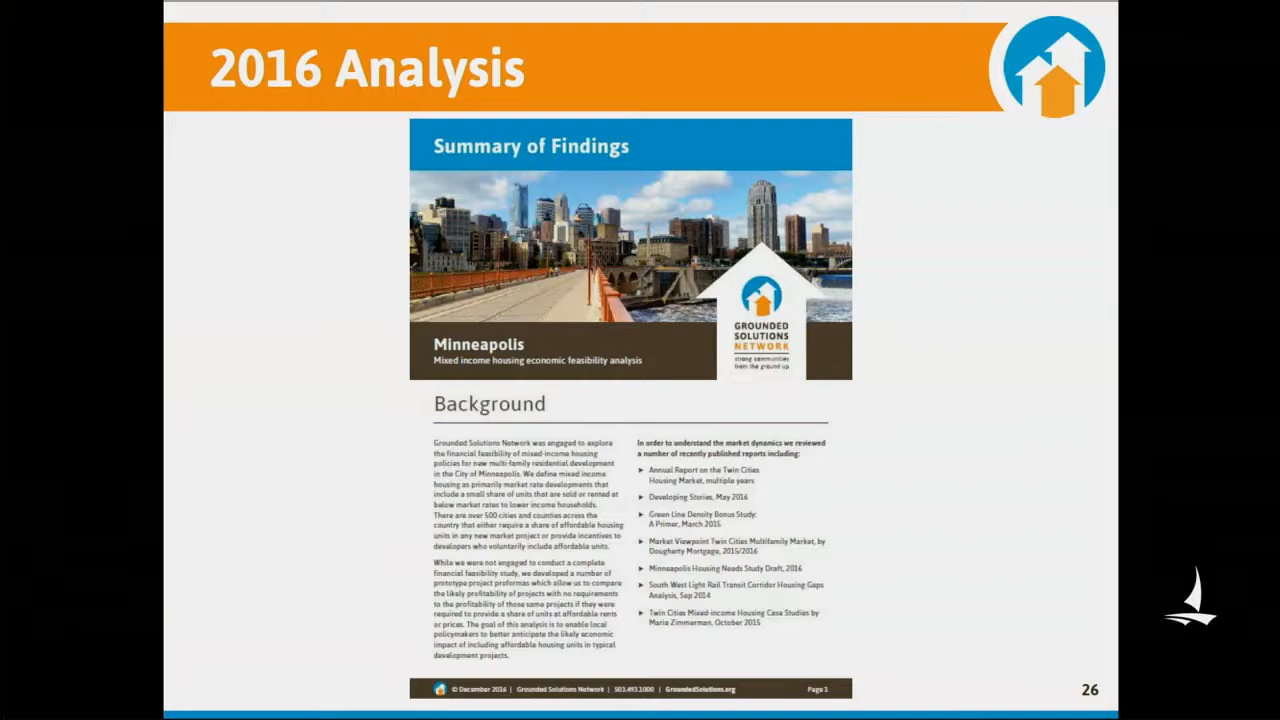 2016 Analysis
Summary of Findings
GROUNDED
SOLUTIONS
NETWORK
strong communities
from the ground up
Minneapolis
Mixed income housing economic feasibility analysis
Background
Grounded Solutions Network was engaged to explore
the financial feasibility of mixed-income housing
policies for new multi-family residential development
in the City of Minneapolis. We define mixed income
housing as primarily market rate developments that
include a small share of units that are sold or rented at
below market rates to lower income households.
There are over 500 cities and counties across the
country that either require a share of affordable housing
units in any new market project or provide incentives to
developers who voluntarily include affordable units.
While we were not engaged to conduct a complete
financial feasibility study, we developed a number of
prototype project proformas which allow us to compare
the likely profitability of projects with no requirements
to the profitability of those same projects if they were
required to provide a share of units at affordable rents
or prices. The goal of this analysis is to enable local
policymakers to better anticipate the likely economic
impact of including affordable housing units in typical
development projects.
In order to understand the market dynamics we reviewed
a number of recently published reports including:
► Annual Report on the Twin Cities
Housing Market, multiple years
► Developing Stories, May 2016
► Green Line Density Bonus Study:
A Primer, March 2015
► Market Viewpoint Twin Cities Multifamily Market, by
Dougherty Mortgage, 2015/2016
► Minneapolis Housing Needs Study Draft, 2016
► South West Light Rail Transit Corridor Housing Gaps
Analysis, Sep 2014
► Twin Cities Mixed-income Housing Case Studies by
Maria Zimmerman, October 2015
© December 2016 | Grounded Solutions Network | 503.493.1000 | GroundedSolutions.org Page 1
26